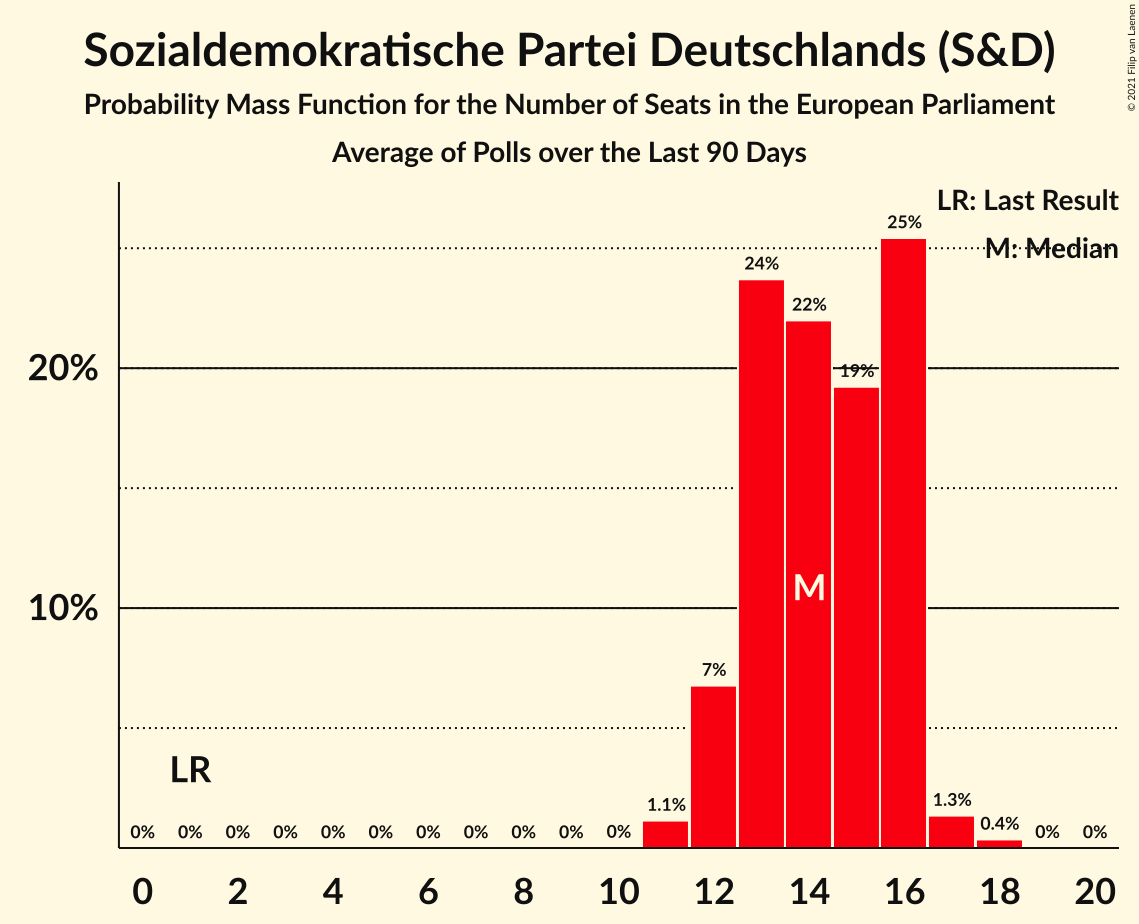 Sozialdemokratische Partei Deutschlands (S&D)
Probability Mass Function for the Number of Seats in the European Parliament
Average of Polls over the Last 90 Days
© 2021 Filip van Laenen
LR: Last Result
M: Median
25%
24%
22%
20%
19%
M
10%
7%
LR
1.1%
1.3%
0.4%
0% 0% 0% 0% 0% 0% 0% 0% 0% 0% 0% 0% 0%
0 2 4 6 8 10 12 14 16 18 20